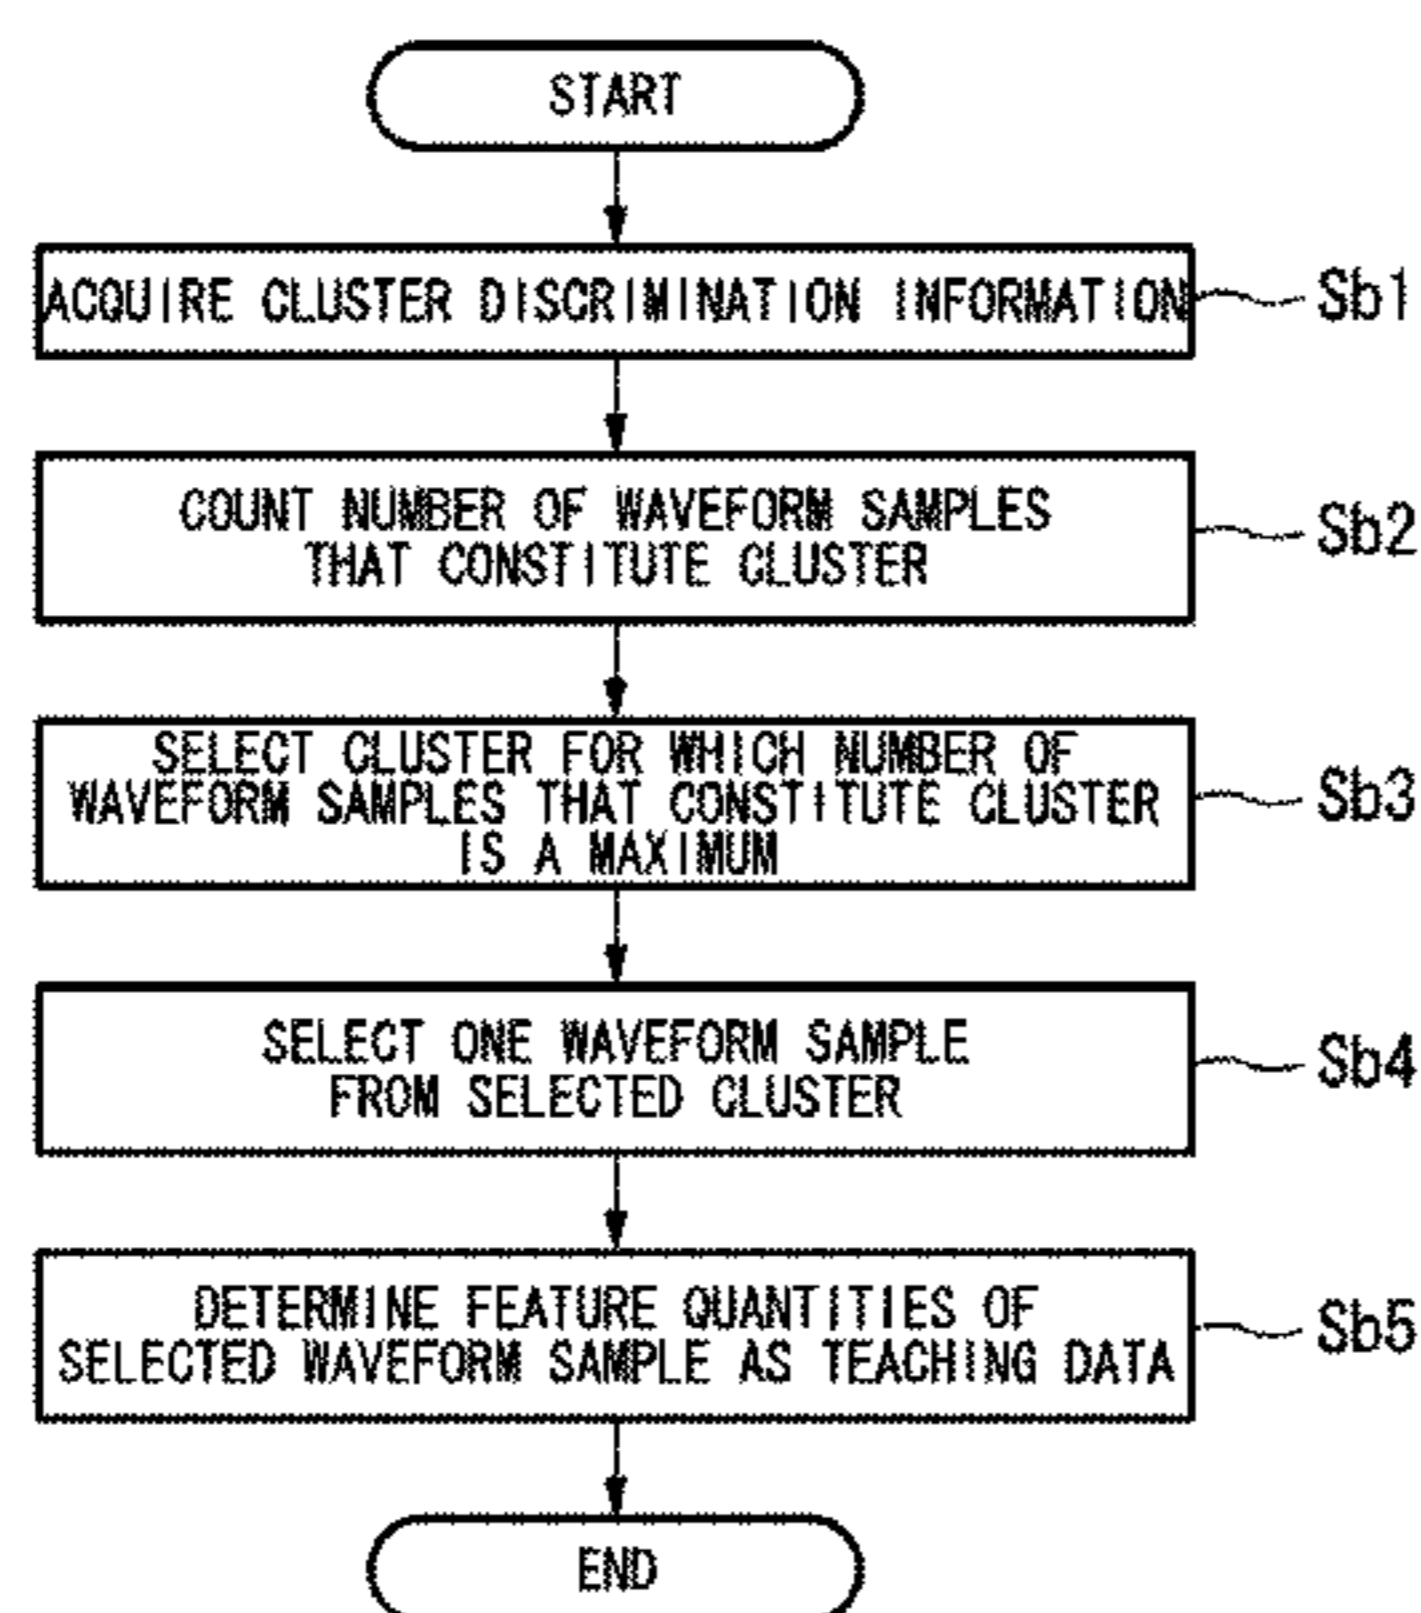 START
ACQUIRE CLUSTER DISCRIMINATION INFORMATION
Sb1
COUNT NUMBER OF WAVEFORM SAMPLES
THAT CONSTITUTE CLUSTER
Sb2
SELECT CLUSTER FOR WHICH NUMBER OF
WAVEFORM SAMPLES THAT CONSTITUTE CLUSTER
IS A MAXIMUM
Sb3
SELECT ONE WAVEFORM SAMPLE
FROM SELECTED CLUSTER
Sb4
DETERMINE FEATURE QUANTITIES OF
SELECTED WAVEFORM SAMPLE AS TEACHING DATA
Sb5
END